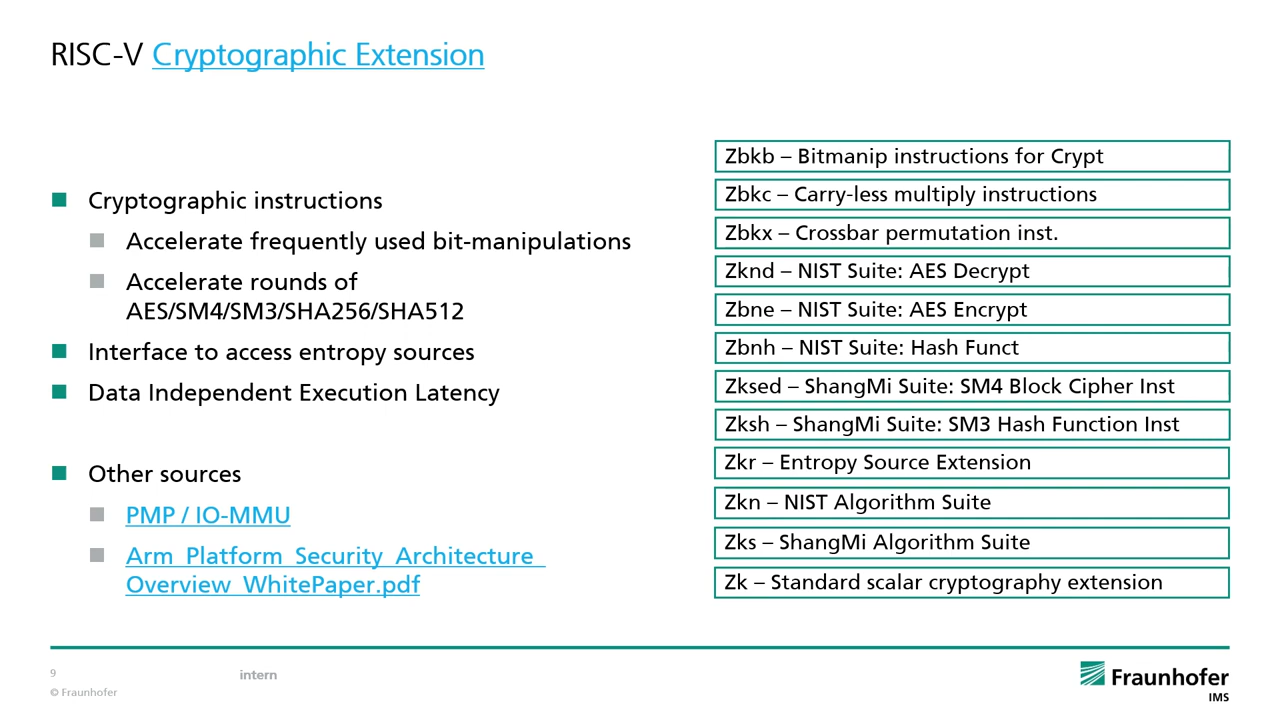 RISC-V Cryptographic Extension
Cryptographic instructions
Accelerate frequently used bit-manipulations
Accelerate rounds of
AES/SM4/SM3/SHA256/SHA512
Interface to access entropy sources
Data Independent Execution Latency
Other sources
PMP / IO-MMU
Arm_Platform_Security_Architecture_
Overview_WhitePaper.pdf
Zbkb – Bitmanip instructions for Crypt
Zbkc – Carry-less multiply instructions
Zbkx – Crossbar permutation inst.
Zknd – NIST Suite: AES Decrypt
Zbne – NIST Suite: AES Encrypt
Zbnh – NIST Suite: Hash Funct
Zksed – ShangMi Suite: SM4 Block Cipher Inst
Zksh – ShangMi Suite: SM3 Hash Function Inst
Zkr – Entropy Source Extension
Zkn – NIST Algorithm Suite
Zks – ShangMi Algorithm Suite
Zk – Standard scalar cryptography extension
9
intern
© Fraunhofer
Fraunhofer
IMS